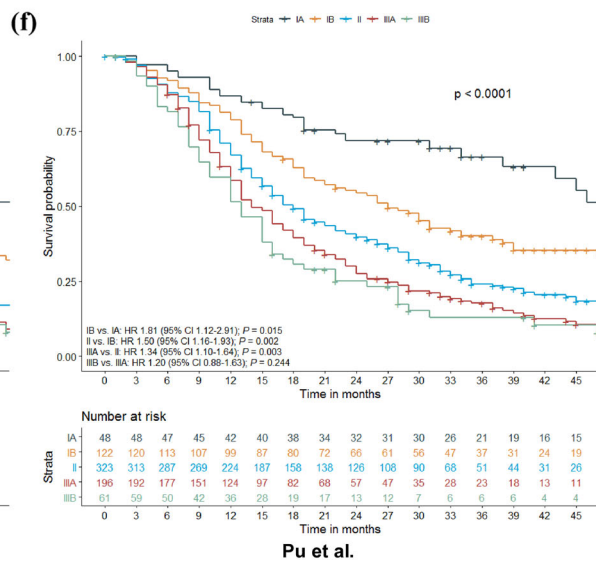 (f)
Strata IA IB II IIIA IIIB
1.00
0.75
0.50
0.25
0.00
Survival probability
p < 0.0001
IB vs. IA: HR 1.81 (95% CI 1.12-2.91); P = 0.015
II vs. IB: HR 1.50 (95% CI 1.16-1.93); P = 0.002
IIIA vs. II: HR 1.34 (95% CI 1.10-1.64); P = 0.003
IIIB vs. IIIA: HR 1.20 (95% CI 0.88-1.63); P = 0.244
0 3 6 9 12 15 18 21 24 27 30 33 36 39 42 45
Time in months
Number at risk
Strata
IA 48 48 47 45 42 40 38 34 32 31 30 26 21 19 16 15
IB 122 120 113 107 99 87 80 72 66 61 56 47 37 31 24 19
II 323 313 287 269 224 187 158 138 126 108 90 68 51 44 31 26
IIIA 196 192 177 151 124 97 82 68 57 47 35 28 23 18 13 11
IIIB 61 59 50 42 36 28 19 17 13 12 7 6 6 6 4 4
0 3 6 9 12 15 18 21 24 27 30 33 36 39 42 45
Time in months
Pu et al.